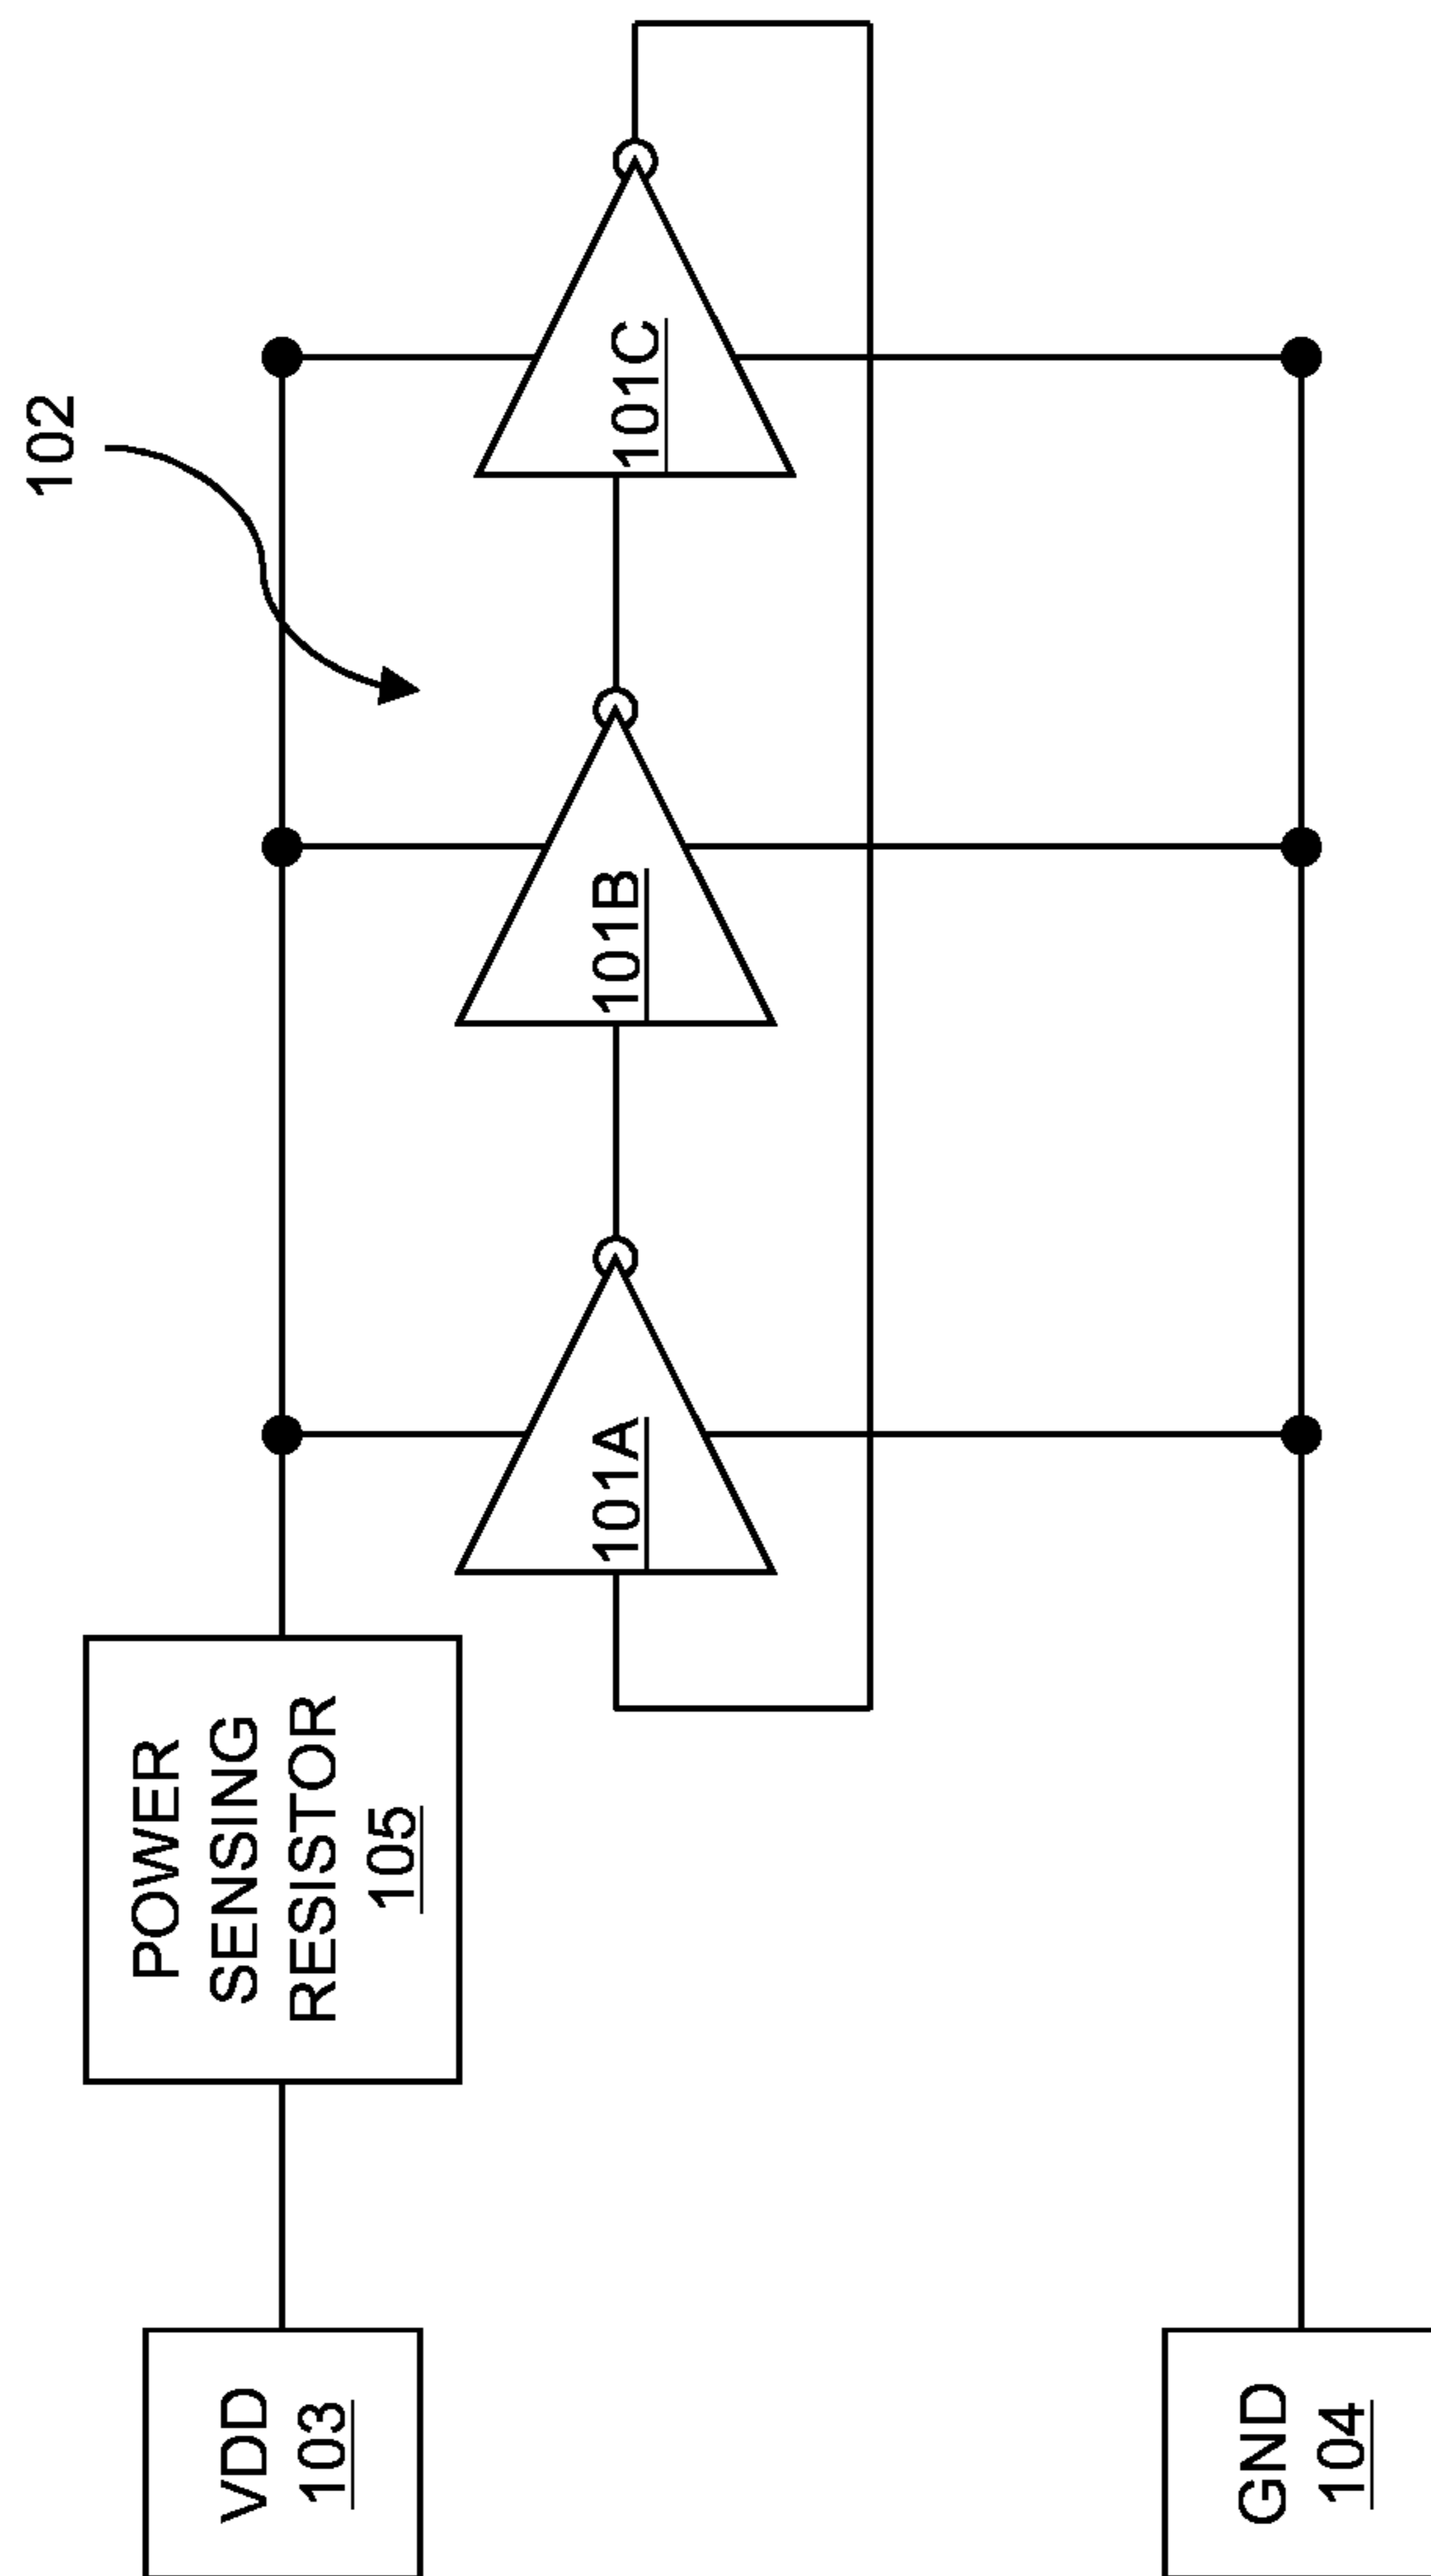 102
VDD
103
POWER
SENSING
RESISTOR
105
101A
101B
101C
GND
104